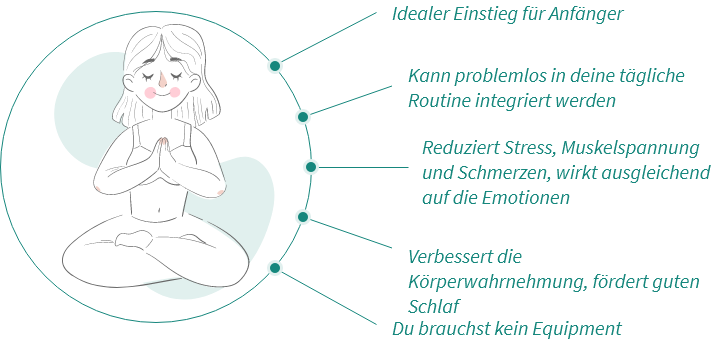 Idealer Einstieg für Anfänger
Kann problemlos in deine tägliche
Routine integriert werden
Reduziert Stress, Muskelspannung
und Schmerzen, wirkt ausgleichend
auf die Emotionen
Verbessert die
Körperwahrnehmung, fördert guten
Schlaf
Du brauchst kein Equipment